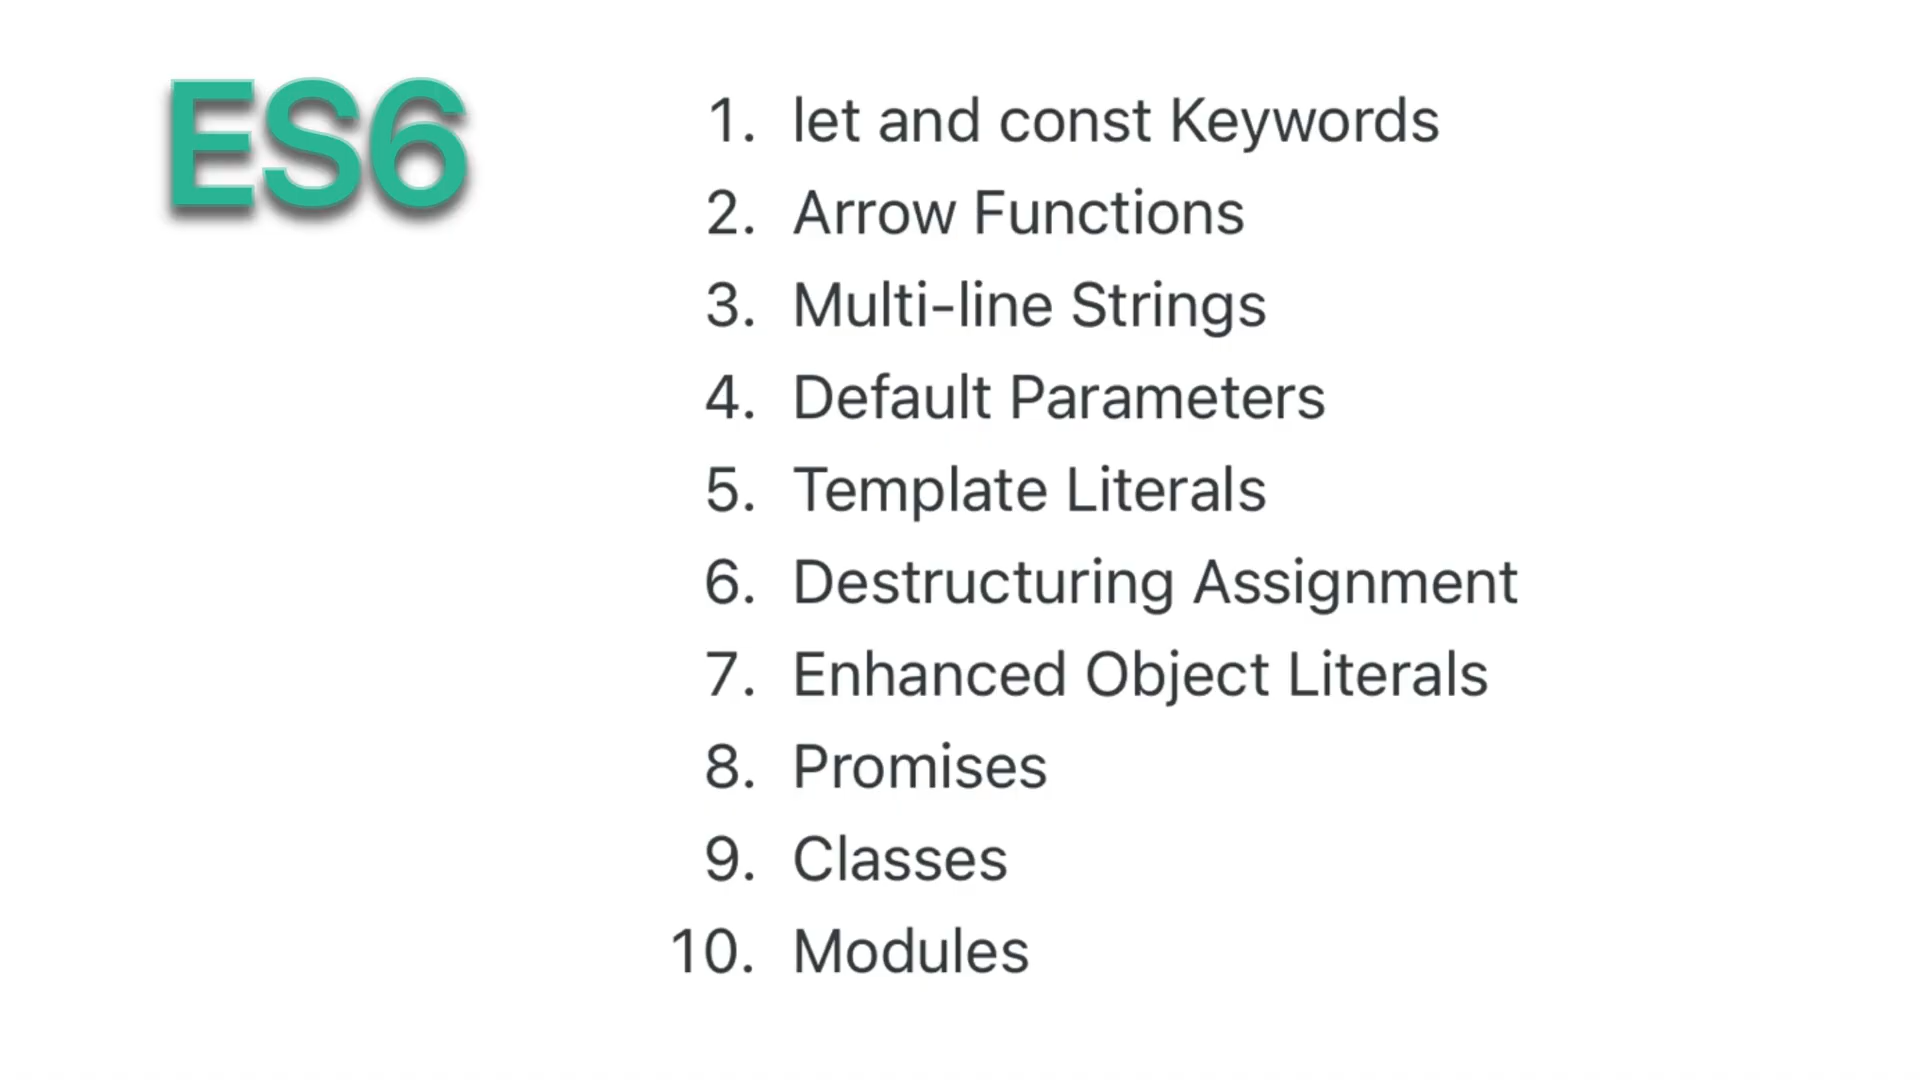 ES6
1. let and const Keywords
2. Arrow Functions
3. Multi-line Strings
4. Default Parameters
5. Template Literals
6. Destructuring Assignment
7. Enhanced Object Literals
8. Promises
9. Classes
10. Modules